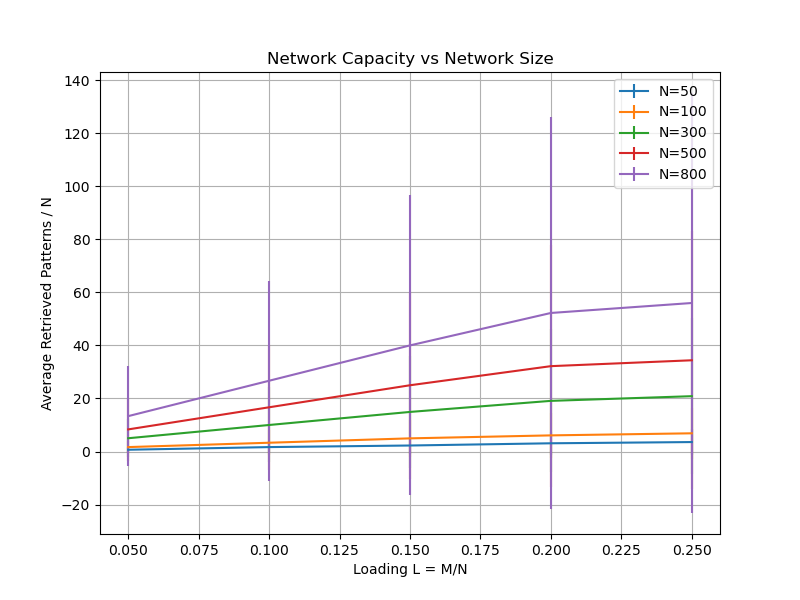 Network Capacity vs Network Size
Average Retrieved Patterns / N
140
120
100
80
60
40
20
0
−20
N=50
N=100
N=300
N=500
N=800
0.050 0.075 0.100 0.125 0.150 0.175 0.200 0.225 0.250
Loading L = M/N